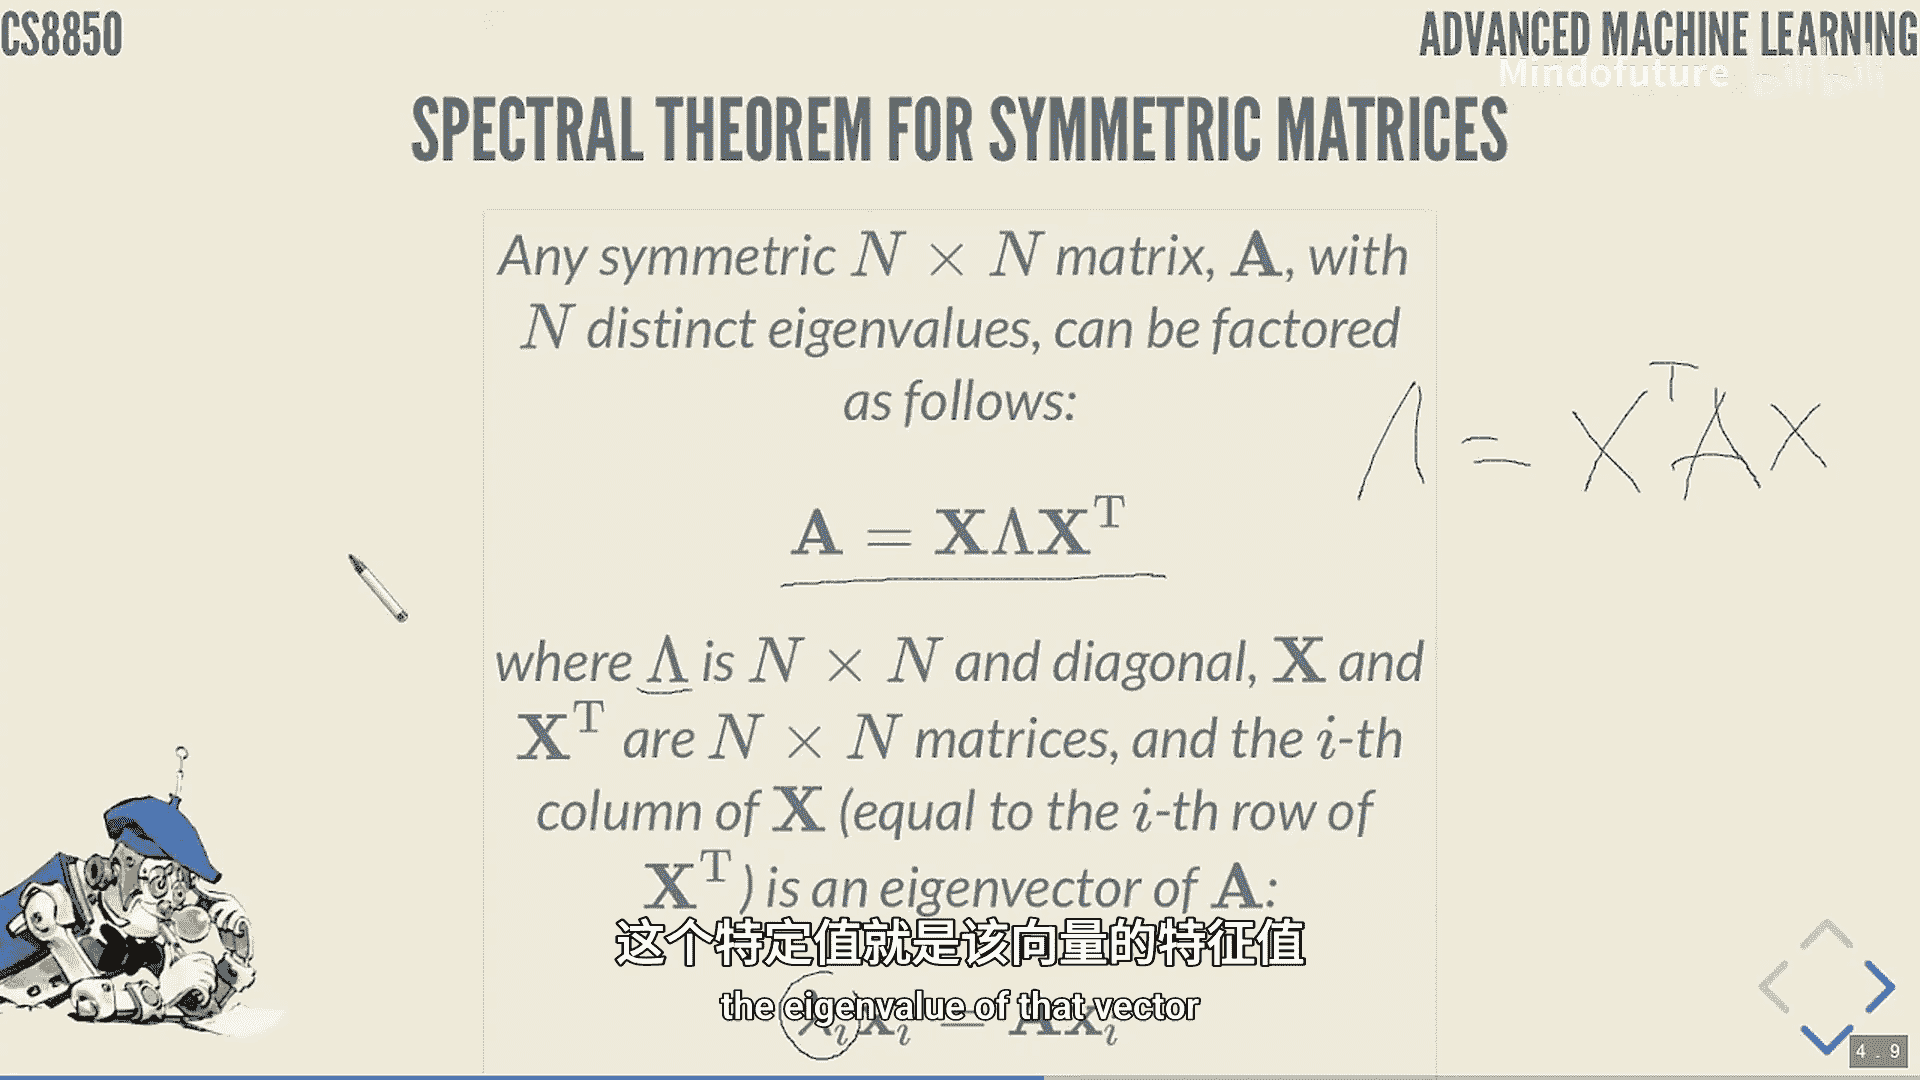 CS8850
ADVANCED MACHINE LEARNING
Mindofuture
SPECTRAL THEOREM FOR SYMMETRIC MATRICES
Any symmetric N × N matrix, A, with
N distinct eigenvalues, can be factored
as follows:
Λ = XᵀAX
A = XΛXᵀ
where Λ is N × N and diagonal, X and
Xᵀ are N × N matrices, and the i-th
column of X (equal to the i-th row of
Xᵀ) is an eigenvector of A:
这个特定值就是该向量的特征值
the eigenvalue of that vector
λᵢxᵢ = Axᵢ
4.9